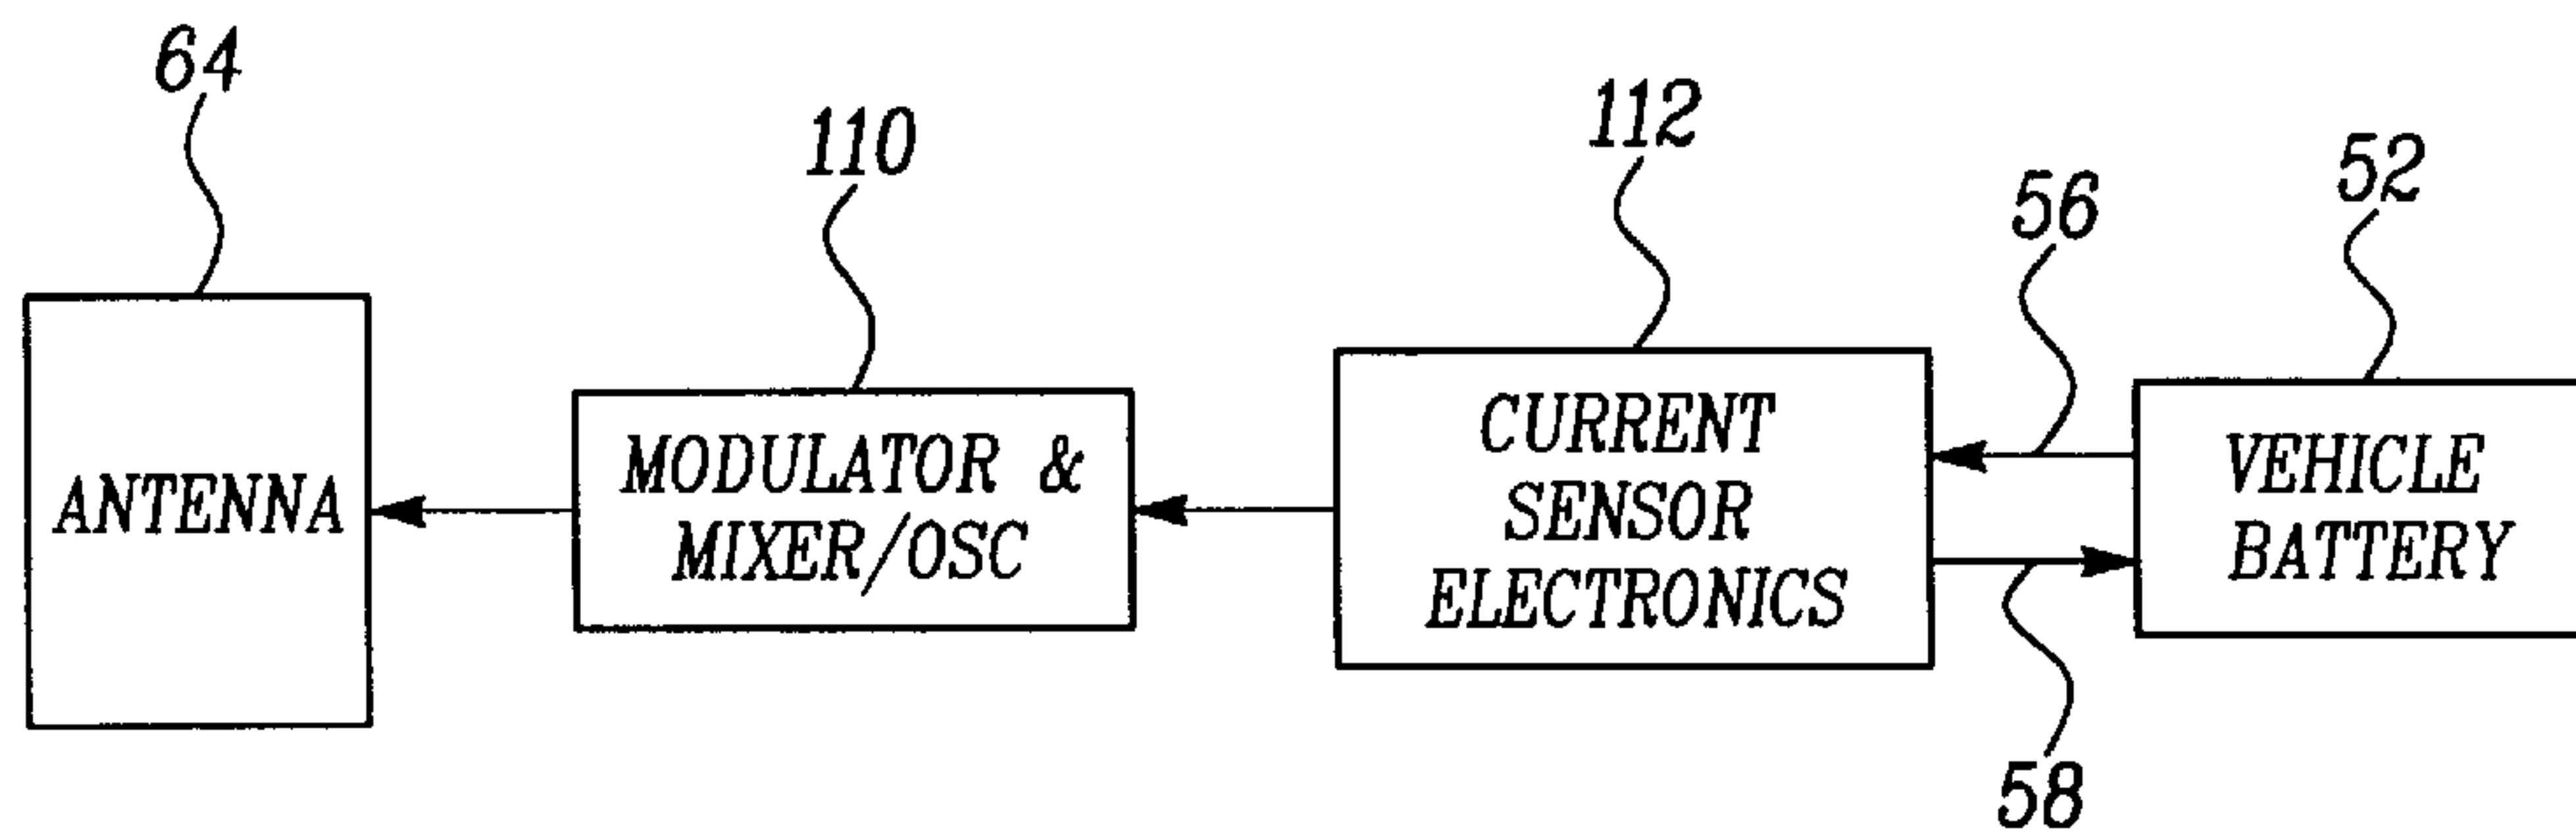 64
110
112
56
52
ANTENNA
MODULATOR &
MIXER/OSC
CURRENT
SENSOR
ELECTRONICS
VEHICLE
BATTERY
58